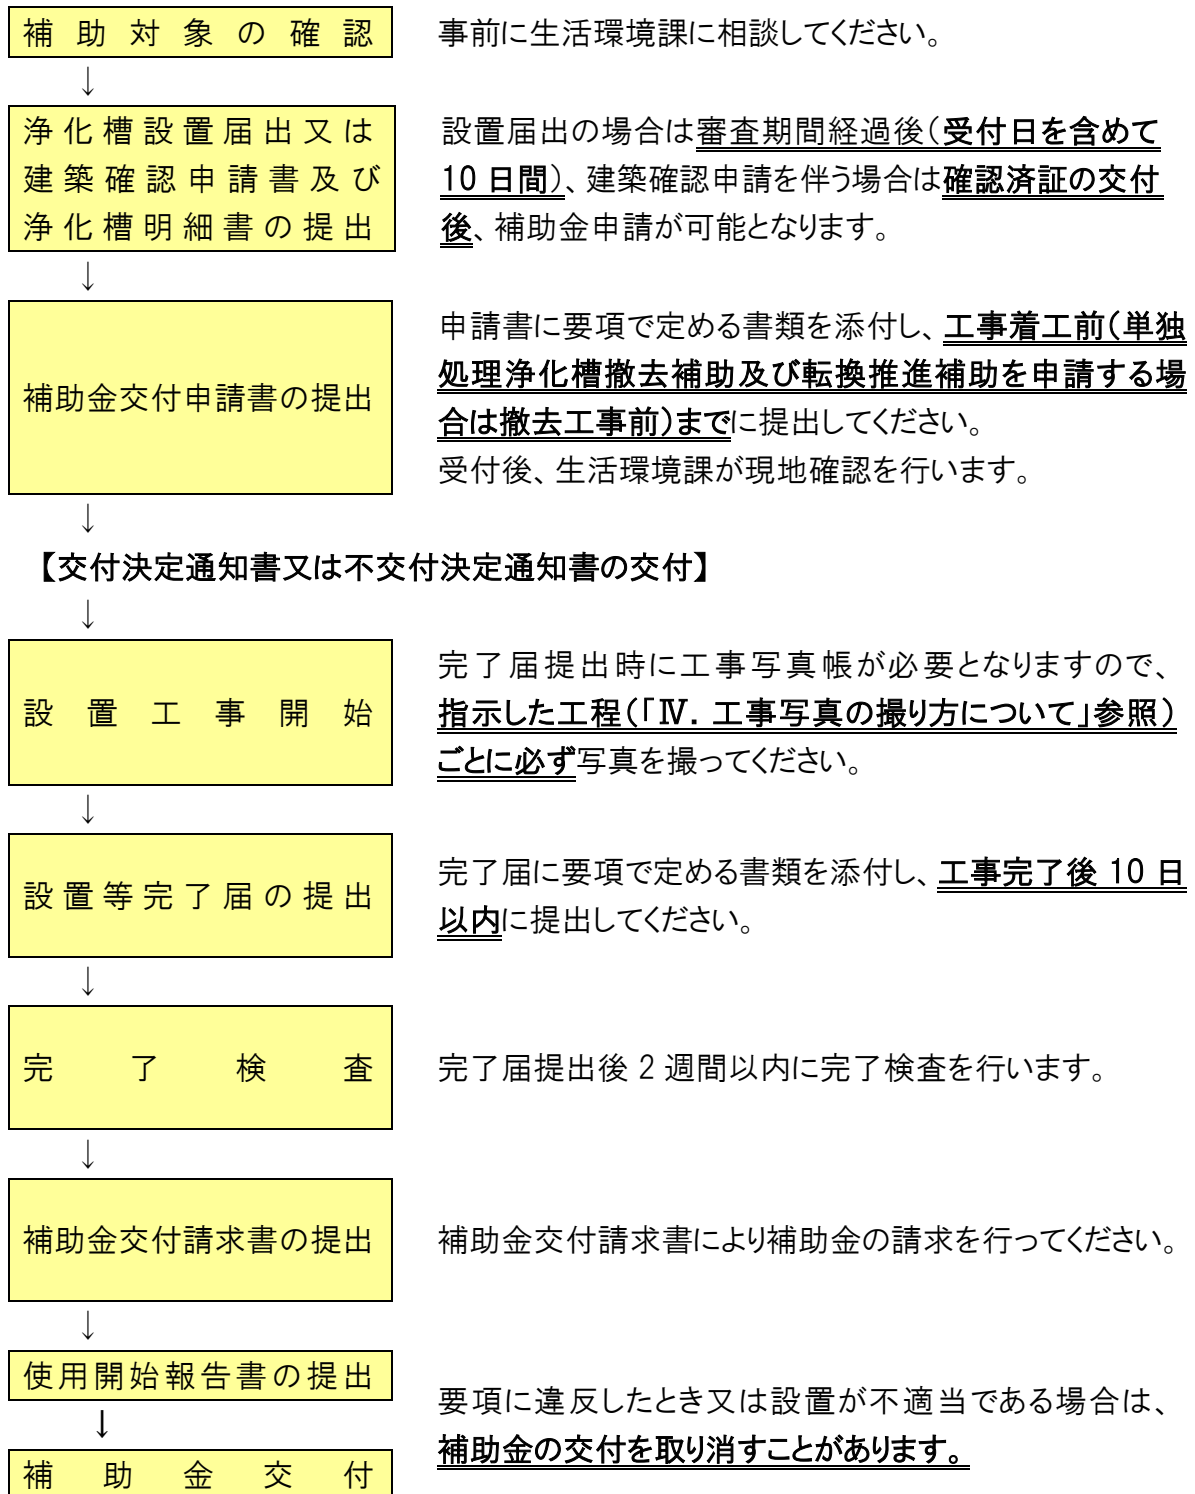 補助対象の確認
事前に生活環境課に相談してください。
↓
浄化槽設置届出又は
建築確認申請書及び
浄化槽明細書の提出
設置届出の場合は審査期間経過後(受付日を含めて
10日間)、建築確認申請を伴う場合は確認済証の交付
後、補助金申請が可能となります。
↓
補助金交付申請書の提出
申請書に要項で定める書類を添付し、工事着工前(単独
処理浄化槽撤去補助及び転換推進補助を申請する場
合は撤去工事前)までに提出してください。
受付後、生活環境課が現地確認を行います。
↓
【交付決定通知書又は不交付決定通知書の交付】
↓
設置工事開始
完了届提出時に工事写真帳が必要となりますので、
指示した工程(「Ⅳ.工事写真の撮り方について」参照)
ごとに必ず写真を撮ってください。
↓
設置等完了届の提出
完了届に要項で定める書類を添付し、工事完了後10日
以内に提出してください。
↓
完了検査
完了届提出後2週間以内に完了検査を行います。
↓
補助金交付請求書の提出
補助金交付請求書により補助金の請求を行ってください。
↓
使用開始報告書の提出
↓
補助金交付
要項に違反したとき又は設置が不適当である場合は、
補助金の交付を取り消すことがあります。